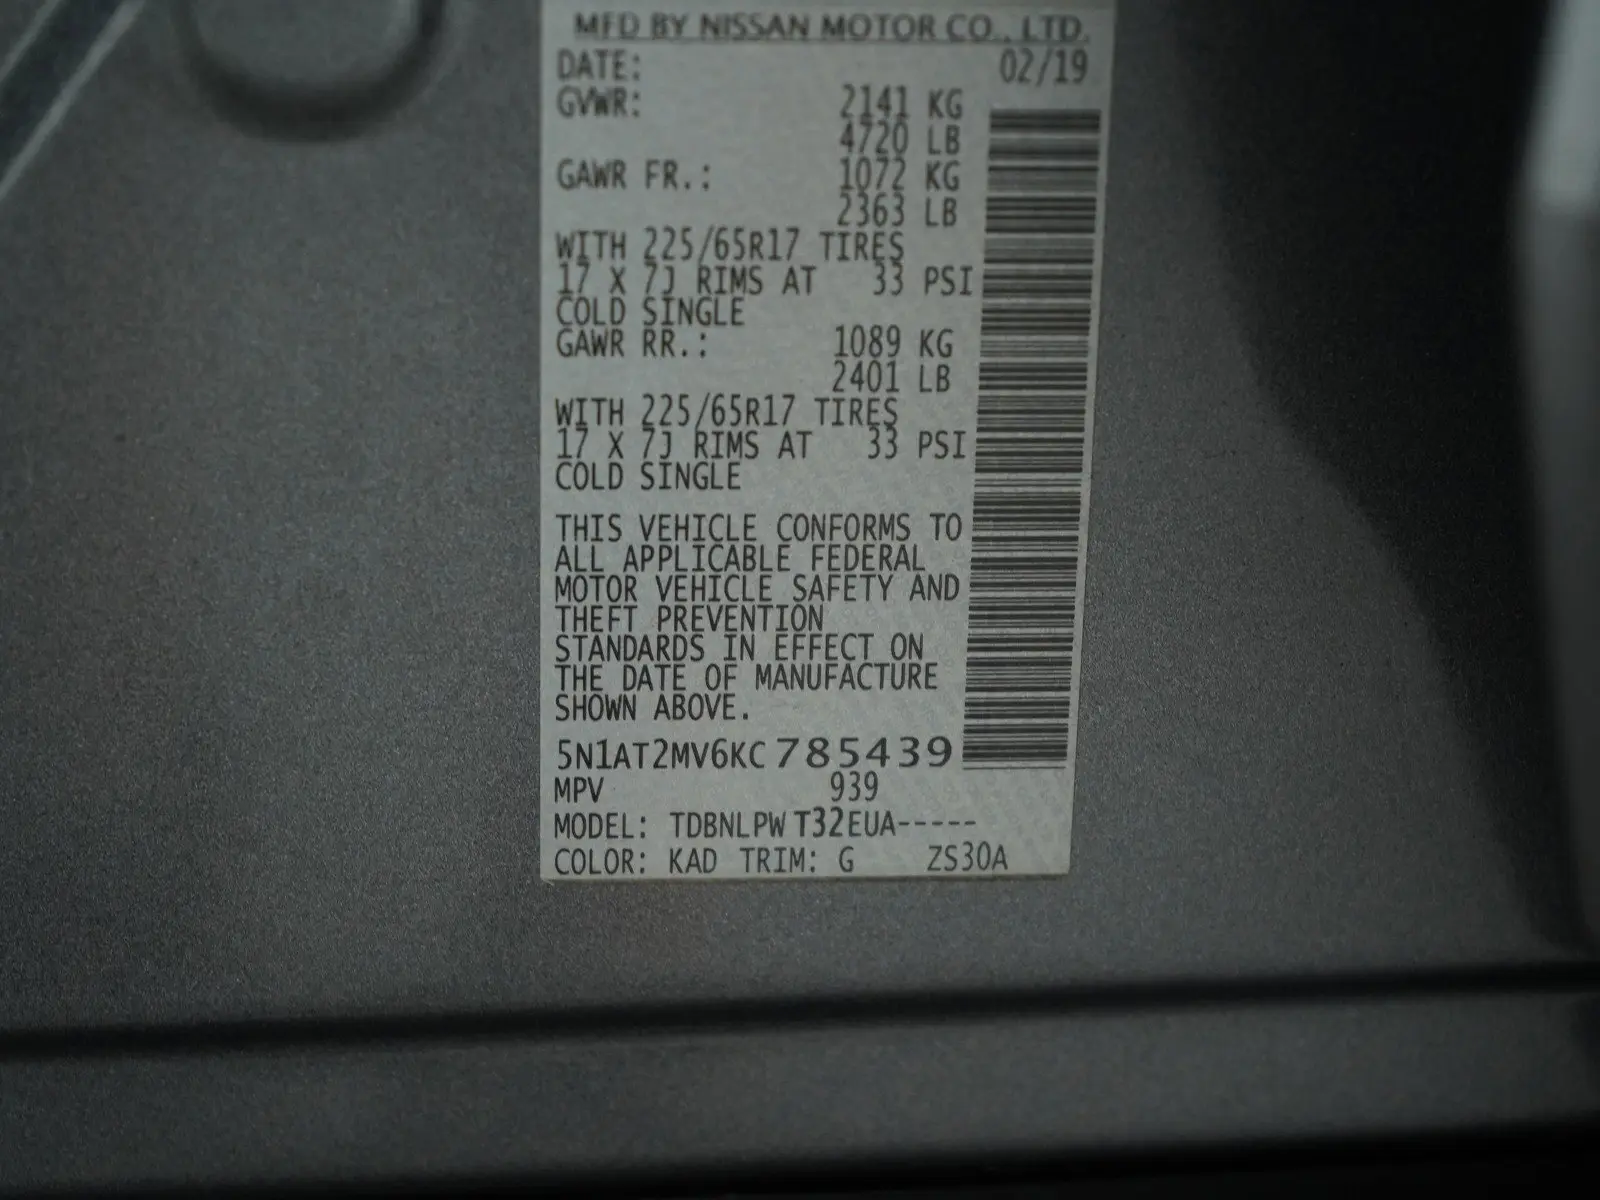 MFD BY NISSAN MOTOR CO., LTD.
DATE: 02/19
GVWR: 2141 KG
4720 LB
GAWR FR.: 1072 KG
2363 LB
WITH 225/65R17 TIRES
17 X 7J RIMS AT 33 PSI
COLD SINGLE
GAWR RR.: 1089 KG
2401 LB
WITH 225/65R17 TIRES
17 X 7J RIMS AT 33 PSI
COLD SINGLE
THIS VEHICLE CONFORMS TO
ALL APPLICABLE FEDERAL
MOTOR VEHICLE SAFETY AND
THEFT PREVENTION
STANDARDS IN EFFECT ON
THE DATE OF MANUFACTURE
SHOWN ABOVE.
5N1AT2MV6KC785439
MPV 939
MODEL: TDBNLPWT32EUA-----
COLOR: KAD TRIM: G ZS30A